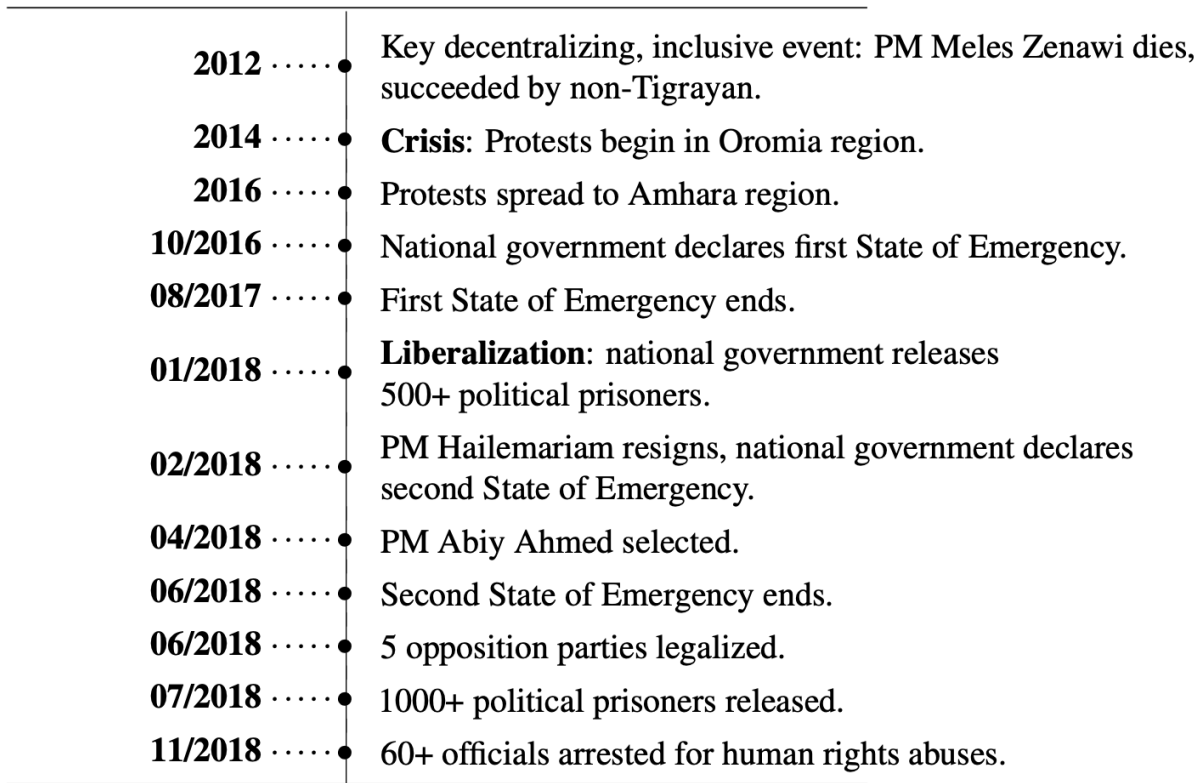 2012 ····· Key decentralizing, inclusive event: PM Meles Zenawi dies,
succeeded by non-Tigrayan.
2014 ····· Crisis: Protests begin in Oromia region.
2016 ····· Protests spread to Amhara region.
10/2016 ····· National government declares first State of Emergency.
08/2017 ····· First State of Emergency ends.
01/2018 ····· Liberalization: national government releases
500+ political prisoners.
02/2018 ····· PM Hailemariam resigns, national government declares
second State of Emergency.
04/2018 ····· PM Abiy Ahmed selected.
06/2018 ····· Second State of Emergency ends.
06/2018 ····· 5 opposition parties legalized.
07/2018 ····· 1000+ political prisoners released.
11/2018 ····· 60+ officials arrested for human rights abuses.